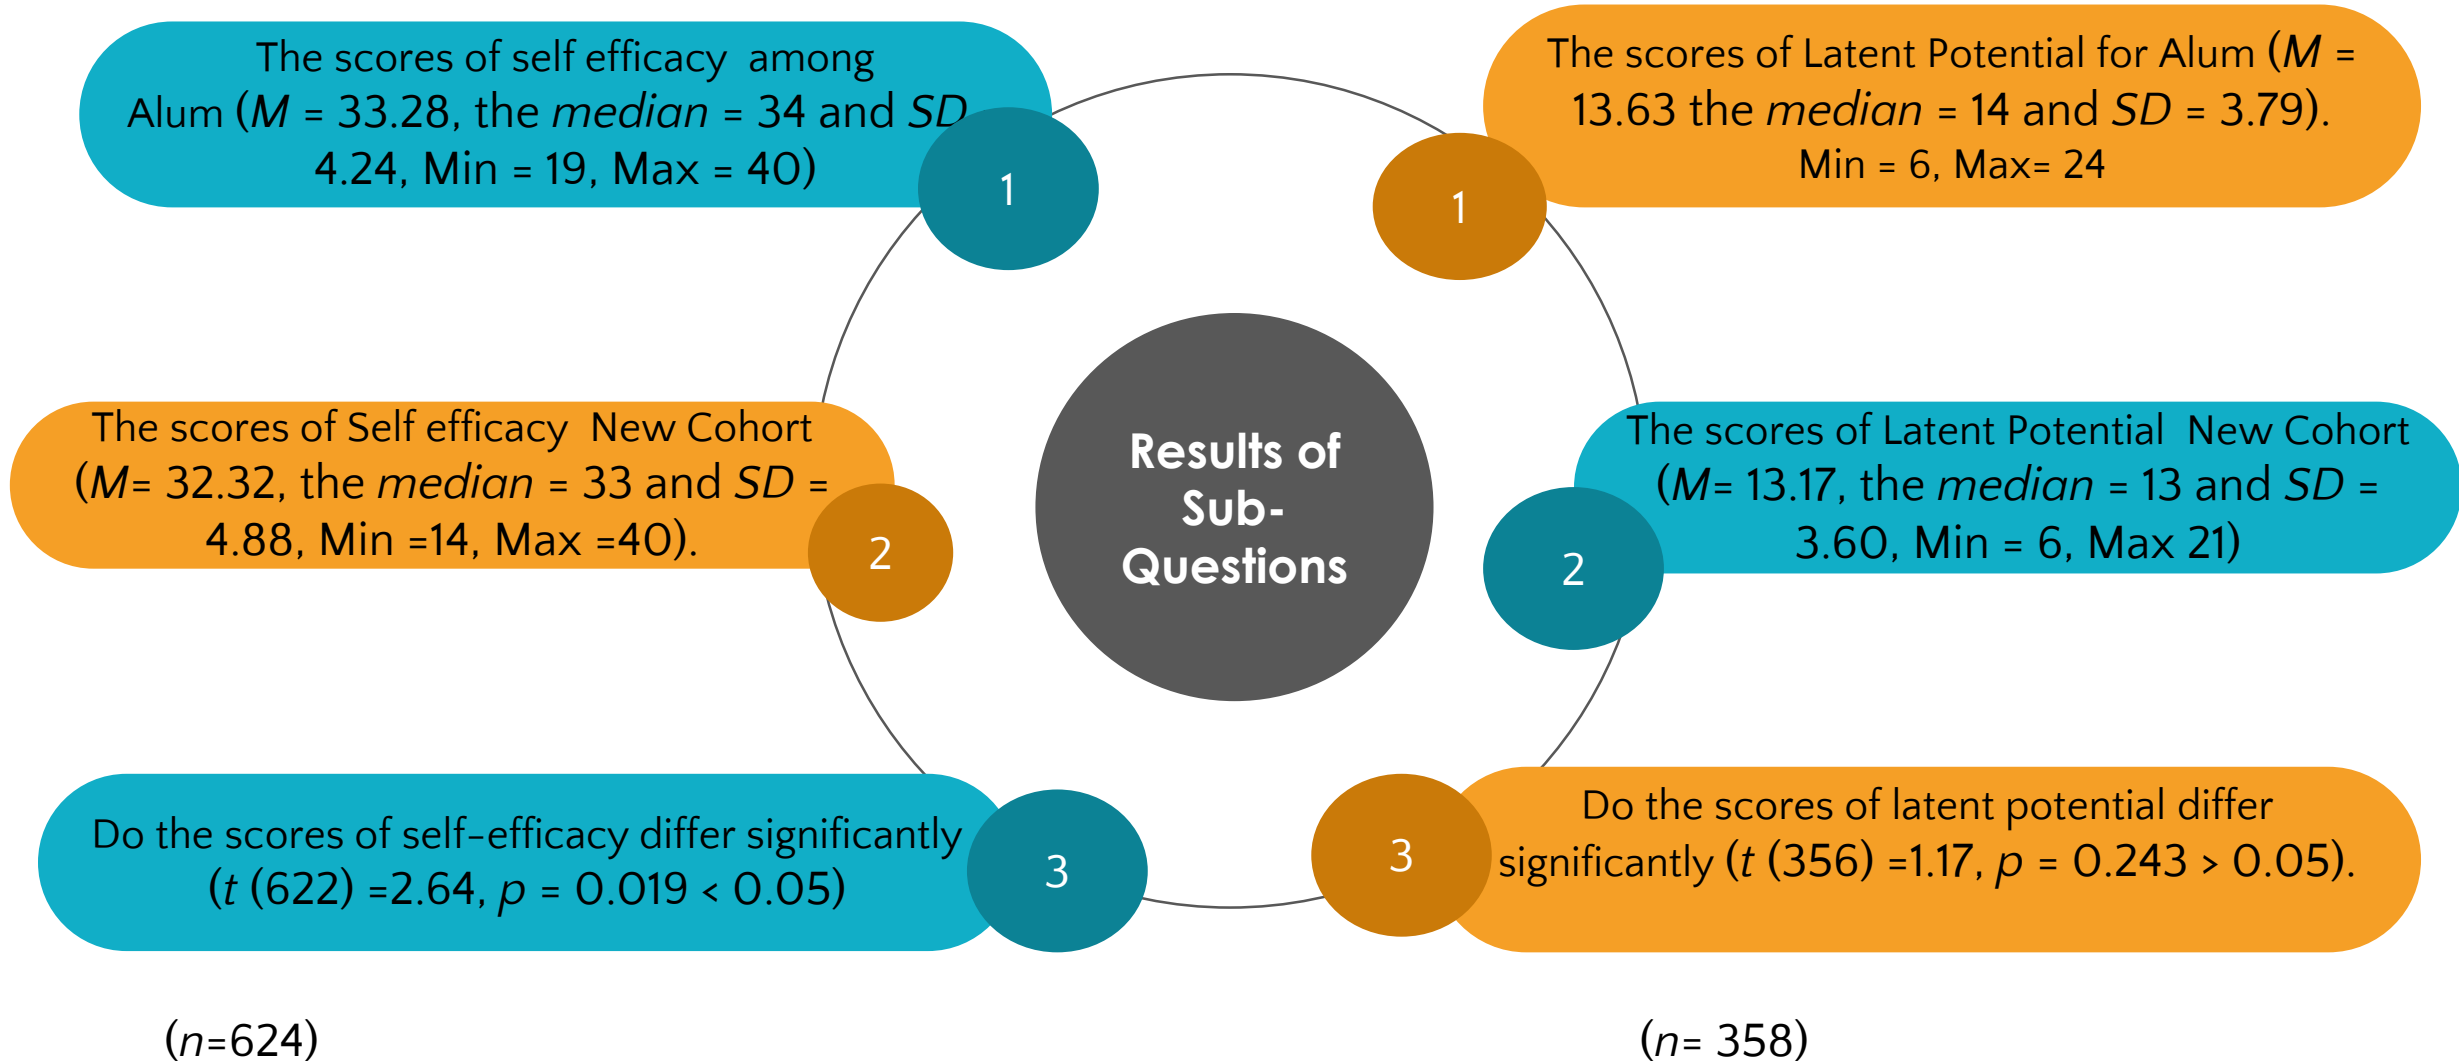 The scores of self efficacy  among
Alum (M = 33.28, the median = 34 and SD
4.24, Min = 19, Max = 40)
1
The scores of Latent Potential for Alum (M =
13.63 the median = 14 and SD = 3.79).
Min = 6, Max= 24
1
The scores of Self efficacy  New Cohort
(M= 32.32, the median = 33 and SD =
4.88, Min =14, Max =40).
2
Results of
Sub-
Questions
The scores of Latent Potential  New Cohort
(M= 13.17, the median = 13 and SD =
3.60, Min = 6, Max 21)
2
Do the scores of self-efficacy differ significantly
(t (622) =2.64, p = 0.019 < 0.05)
3
Do the scores of latent potential differ
significantly (t (356) =1.17, p = 0.243 > 0.05).
3
(n=624)
(n= 358)